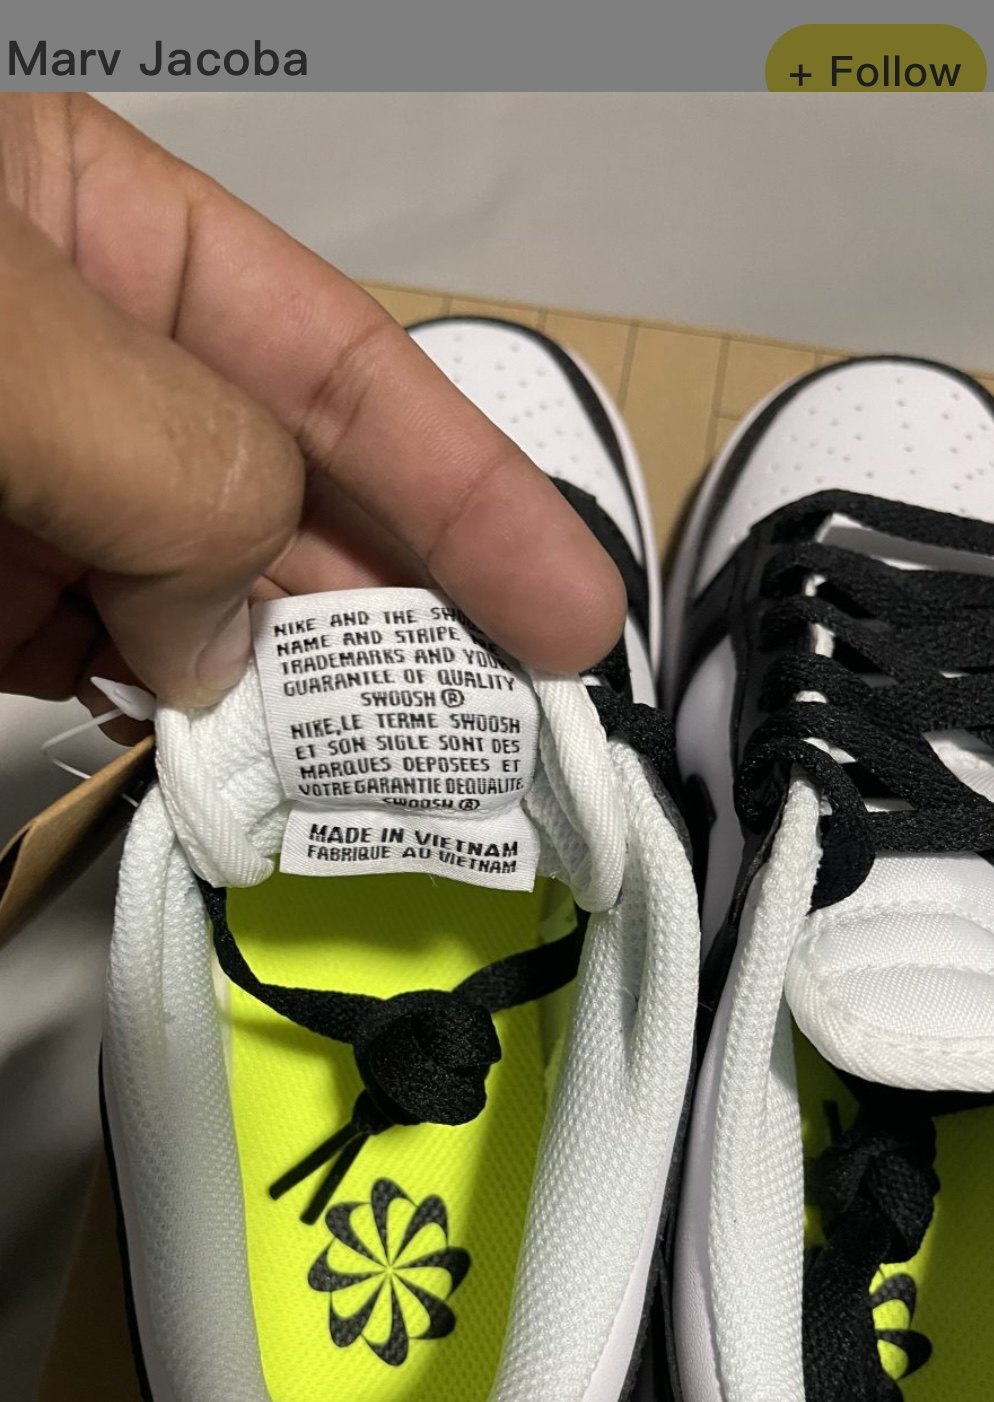 Marv Jacoba
+ Follow
NIKE AND THE
NAME AND STRIPE
TRADEMARKS AND YOUR
GUARANTEE OF QUALITY
SWOOSH ®
NIKE,LE TERME SWOOSH
ET SON SIGLE SONT DES
MARQUES DEPOSEES ET
VOTRE GARANTIE DEQUALITE
SWOOSH ®
MADE IN VIETNAM
FABRIQUE AU VIETNAM